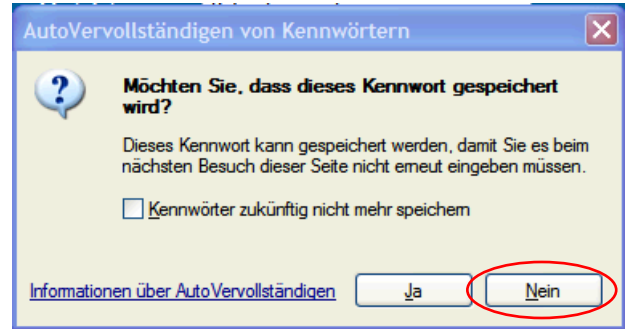 AutoVervollständigen von Kennwörtern
Möchten Sie, dass dieses Kennwort gespeichert
wird?
Dieses Kennwort kann gespeichert werden, damit Sie es beim
nächsten Besuch dieser Seite nicht erneut eingeben müssen.
Kennwörter zukünftig nicht mehr speichern
Informationen über AutoVervollständigen Ja Nein